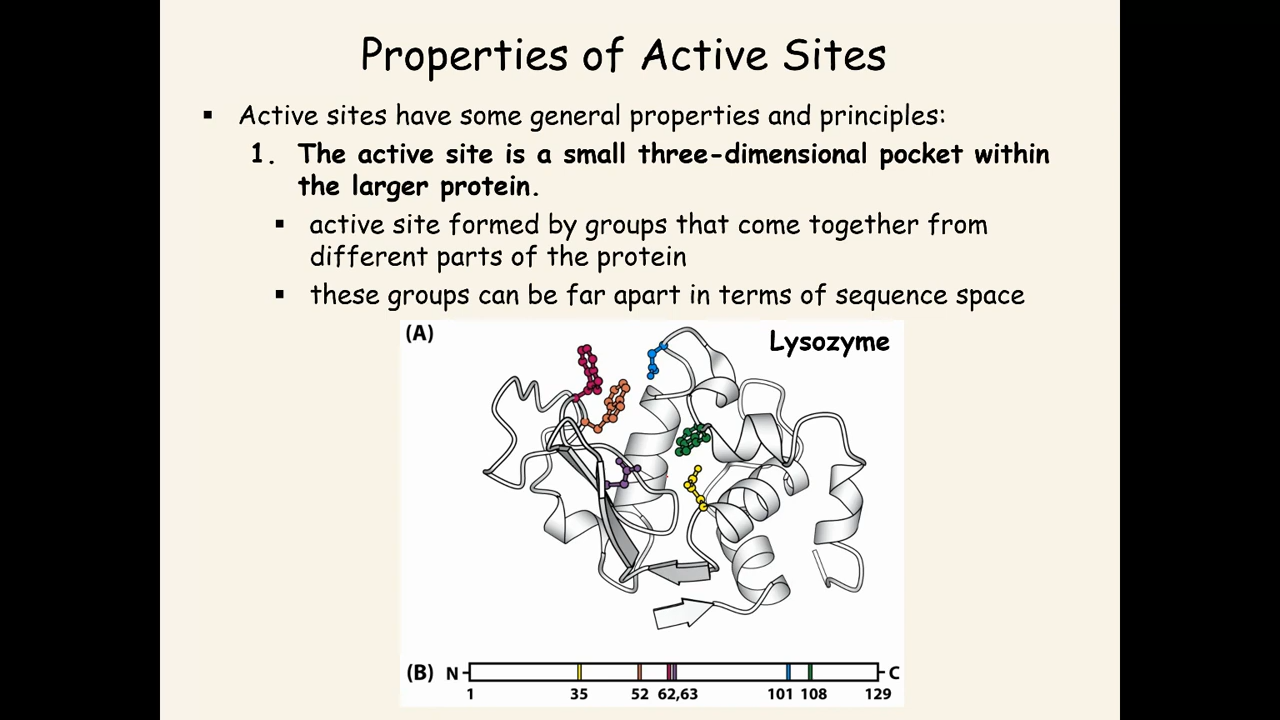 Properties of Active Sites
▪ Active sites have some general properties and principles:
1. The active site is a small three-dimensional pocket within
the larger protein.
▪ active site formed by groups that come together from
different parts of the protein
▪ these groups can be far apart in terms of sequence space
(A) Lysozyme
(B) N C
1 35 52 62,63 101 108 129